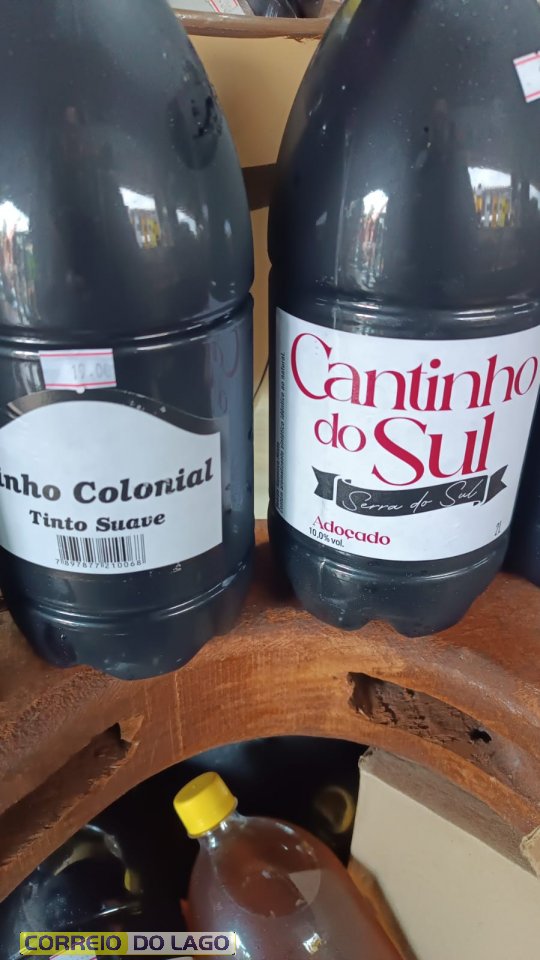 19.00
inho Colonial
Tinto Suave
7897877210068
Cantinho
do Sul
Serra do Sul
Adoçado
10,0% vol.
2L
CORREIO DO LAGO